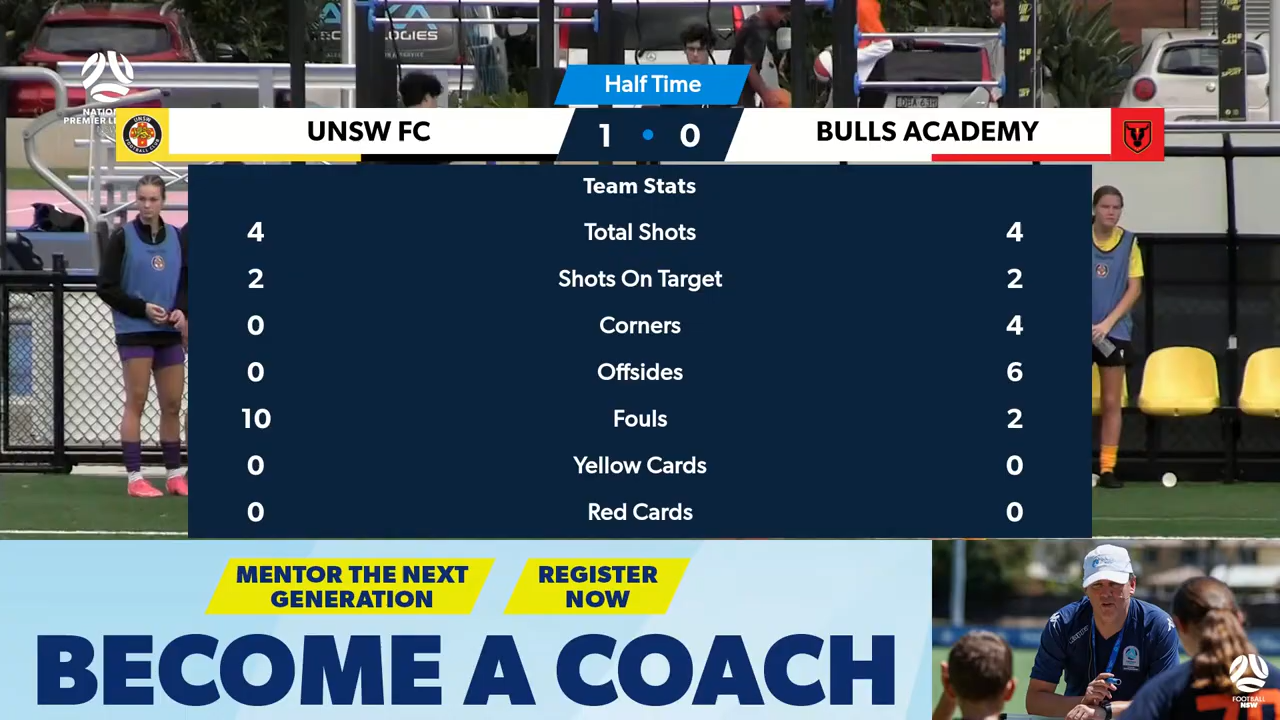 Half Time
UNSW FC 1 • 0 BULLS ACADEMY
Team Stats
4 Total Shots 4
2 Shots On Target 2
0 Corners 4
0 Offsides 6
10 Fouls 2
0 Yellow Cards 0
0 Red Cards 0
MENTOR THE NEXT
GENERATION
REGISTER
NOW
BECOME A COACH
FOOTBALL
NSW